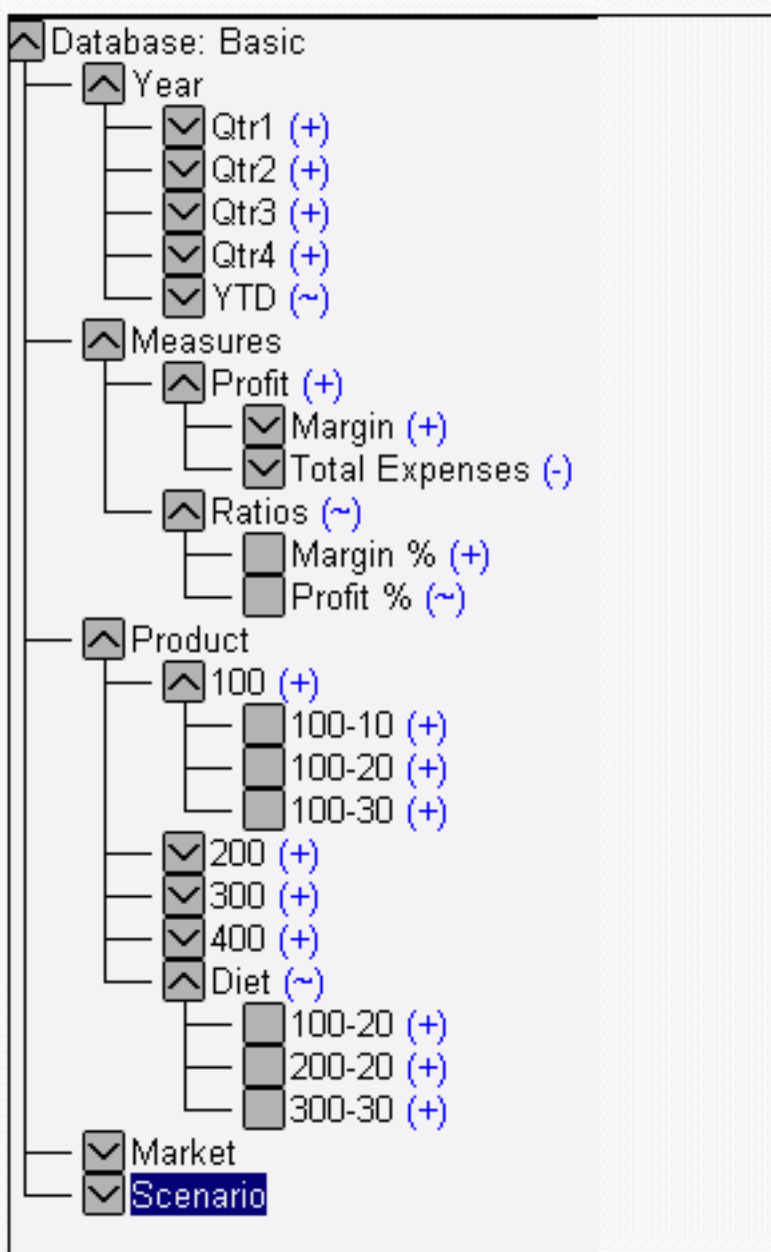 Database: Basic
Year
Qtr1 (+)
Qtr2 (+)
Qtr3 (+)
Qtr4 (+)
YTD (~)
Measures
Profit (+)
Margin (+)
Total Expenses (-)
Ratios (~)
Margin % (+)
Profit % (~)
Product
100 (+)
100-10 (+)
100-20 (+)
100-30 (+)
200 (+)
300 (+)
400 (+)
Diet (~)
100-20 (+)
200-20 (+)
300-30 (+)
Market
Scenario